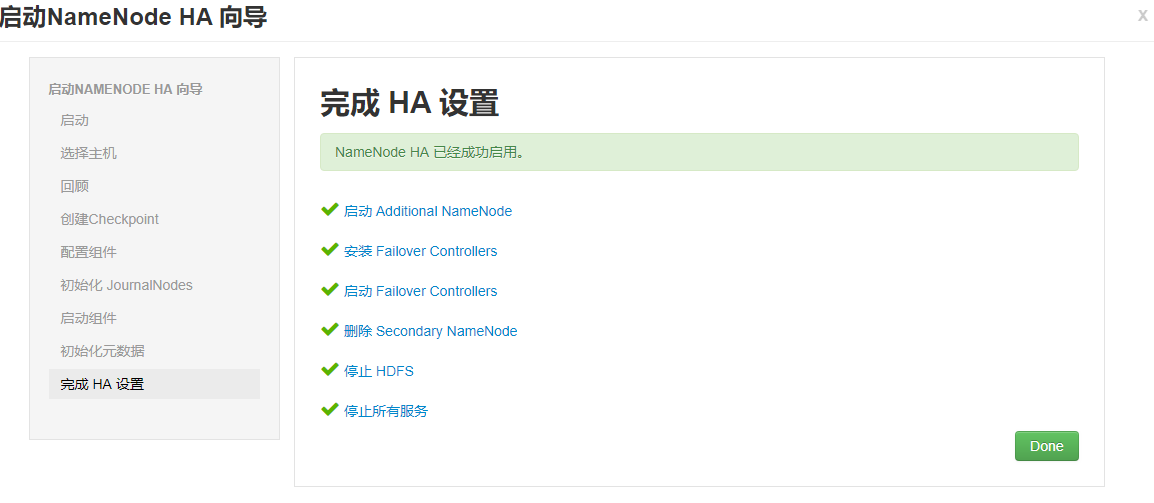 启动NameNode HA 向导
X
启动NAMENODE HA 向导
启动
选择主机
回顾
创建Checkpoint
配置组件
初始化 JournalNodes
启动组件
初始化元数据
完成 HA 设置
完成 HA 设置
NameNode HA 已经成功启用。
启动 Additional NameNode
安装 Failover Controllers
启动 Failover Controllers
删除 Secondary NameNode
停止 HDFS
停止所有服务
Done